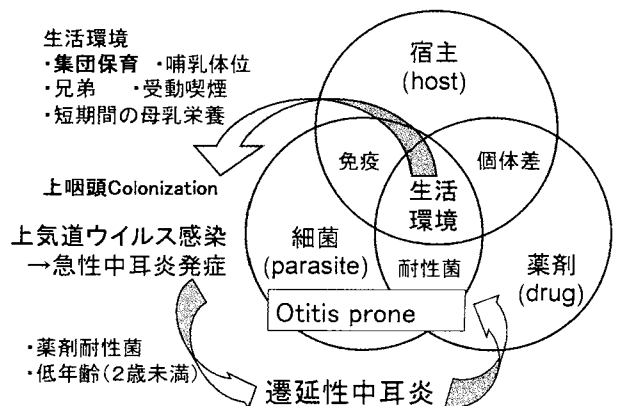 生活環境
・集団保育 ・哺乳体位
・兄弟 ・受動喫煙
・短期間の母乳栄養
上咽頭Colonization
上気道ウイルス感染
→急性中耳炎発症
・薬剤耐性菌
・低年齢(2歳未満)
遷延性中耳炎
宿主
(host)
免疫
個体差
生活
環境
細菌
(parasite)
耐性菌
薬剤
(drug)
Otitis prone